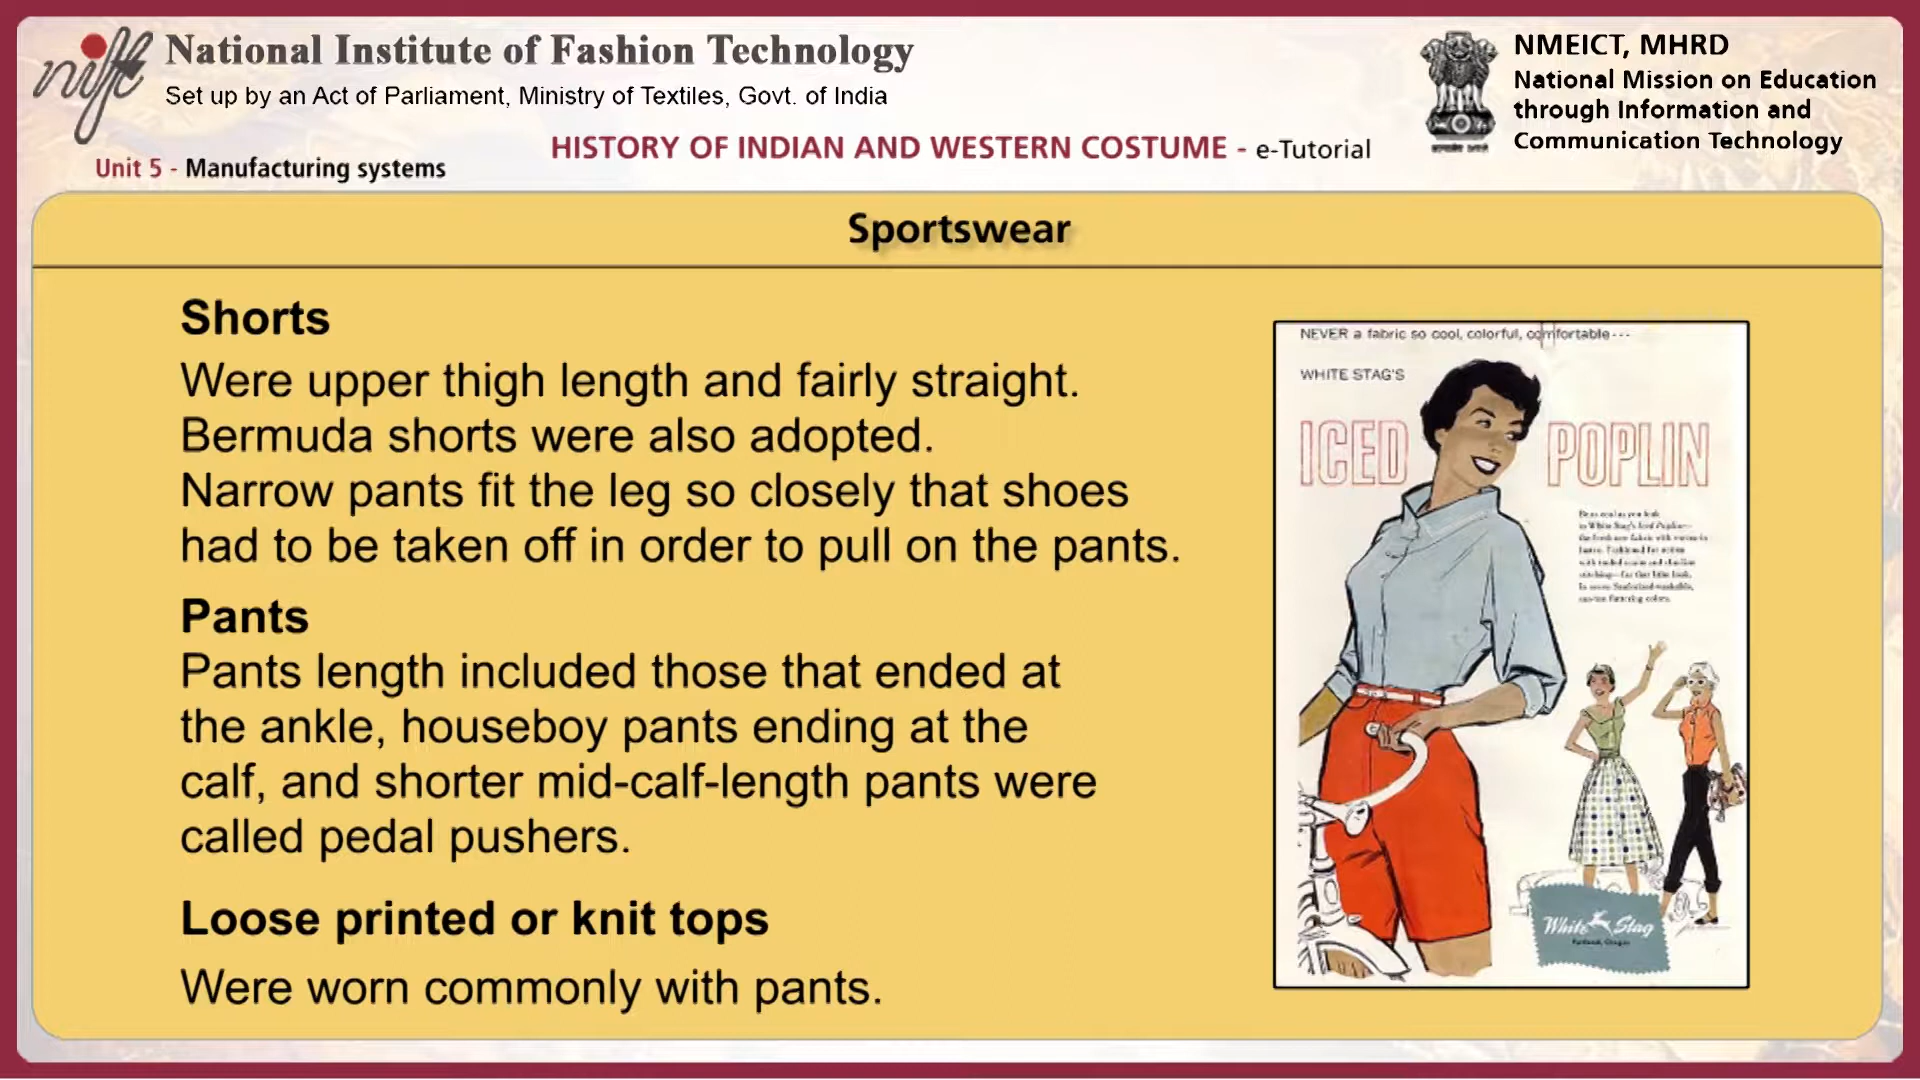 nift
National Institute of Fashion Technology
Set up by an Act of Parliament, Ministry of Textiles, Govt. of India
NMEICT, MHRD
National Mission on Education
through Information and
Communication Technology
HISTORY OF INDIAN AND WESTERN COSTUME - e-Tutorial
Unit 5 - Manufacturing systems
Sportswear
Shorts
Were upper thigh length and fairly straight.
Bermuda shorts were also adopted.
Narrow pants fit the leg so closely that shoes
had to be taken off in order to pull on the pants.
Pants
Pants length included those that ended at
the ankle, houseboy pants ending at the
calf, and shorter mid-calf-length pants were
called pedal pushers.
Loose printed or knit tops
Were worn commonly with pants.
NEVER a fabric so cool, colorful, comfortable---
WHITE STAG'S
ICED POPLIN
White Stag